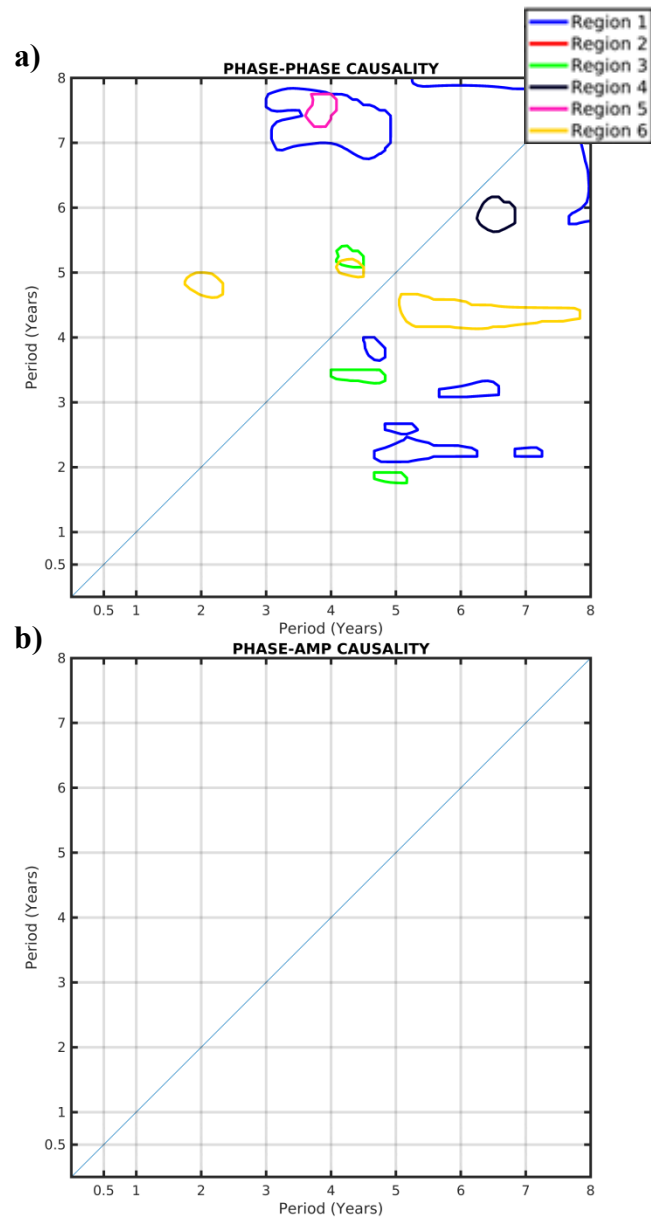 a)
PHASE-PHASE CAUSALITY
Region 1
Region 2
Region 3
Region 4
Region 5
Region 6
Period (Years)
8
7
6
5
4
3
2
1
0.5
0.5 1 2 3 4 5 6 7 8
Period (Years)
b)
PHASE-AMP CAUSALITY
Period (Years)
8
7
6
5
4
3
2
1
0.5
0.5 1 2 3 4 5 6 7 8
Period (Years)